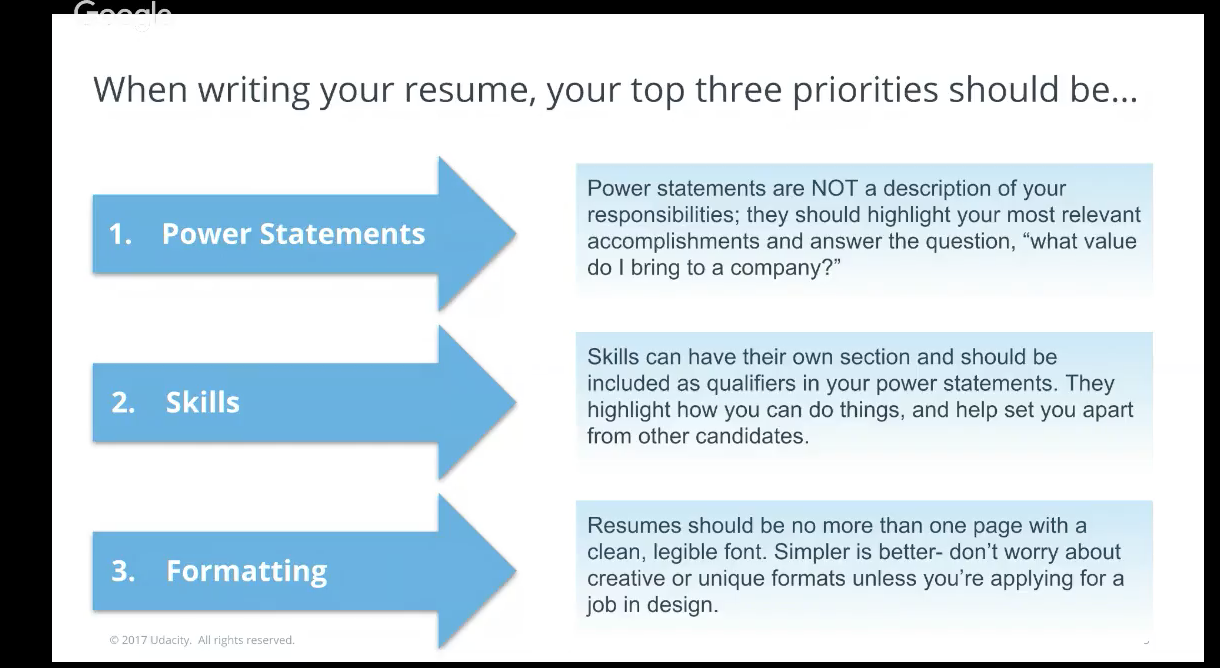 Google
When writing your resume, your top three priorities should be...
1. Power Statements
Power statements are NOT a description of your
responsibilities; they should highlight your most relevant
accomplishments and answer the question, “what value
do I bring to a company?”
2. Skills
Skills can have their own section and should be
included as qualifiers in your power statements. They
highlight how you can do things, and help set you apart
from other candidates.
3. Formatting
Resumes should be no more than one page with a
clean, legible font. Simpler is better- don’t worry about
creative or unique formats unless you’re applying for a
job in design.
© 2017 Udacity. All rights reserved.